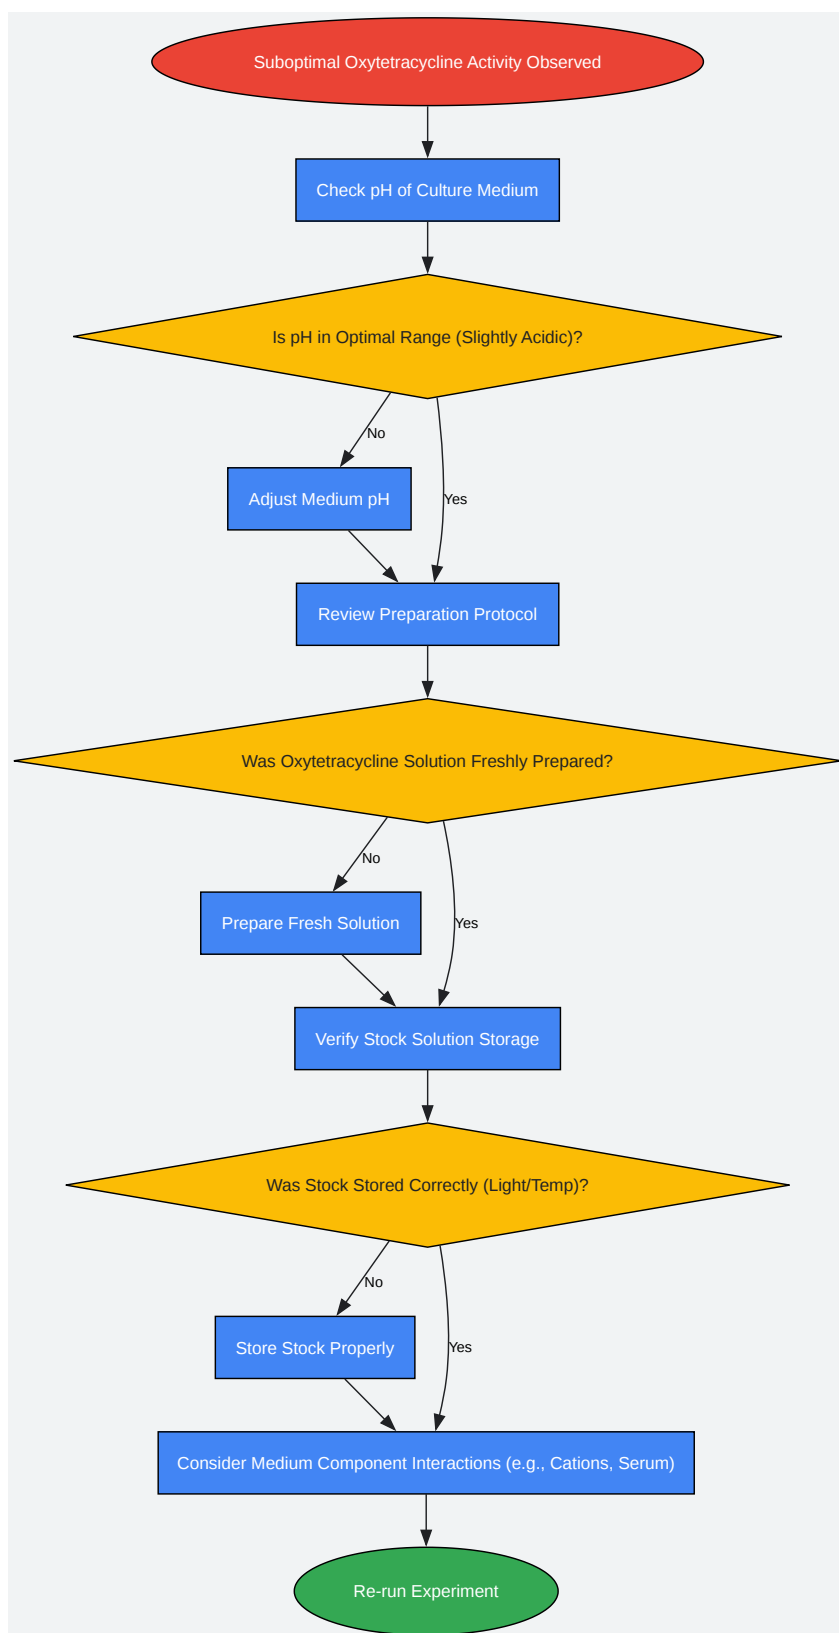 Suboptimal Oxytetracycline Activity Observed
Check pH of Culture Medium
Is pH in Optimal Range (Slightly Acidic)?
No
Adjust Medium pH
Yes
Review Preparation Protocol
Was Oxytetracycline Solution Freshly Prepared?
No
Prepare Fresh Solution
Yes
Verify Stock Solution Storage
Was Stock Stored Correctly (Light/Temp)?
No
Store Stock Properly
Yes
Consider Medium Component Interactions (e.g., Cations, Serum)
Re-run Experiment